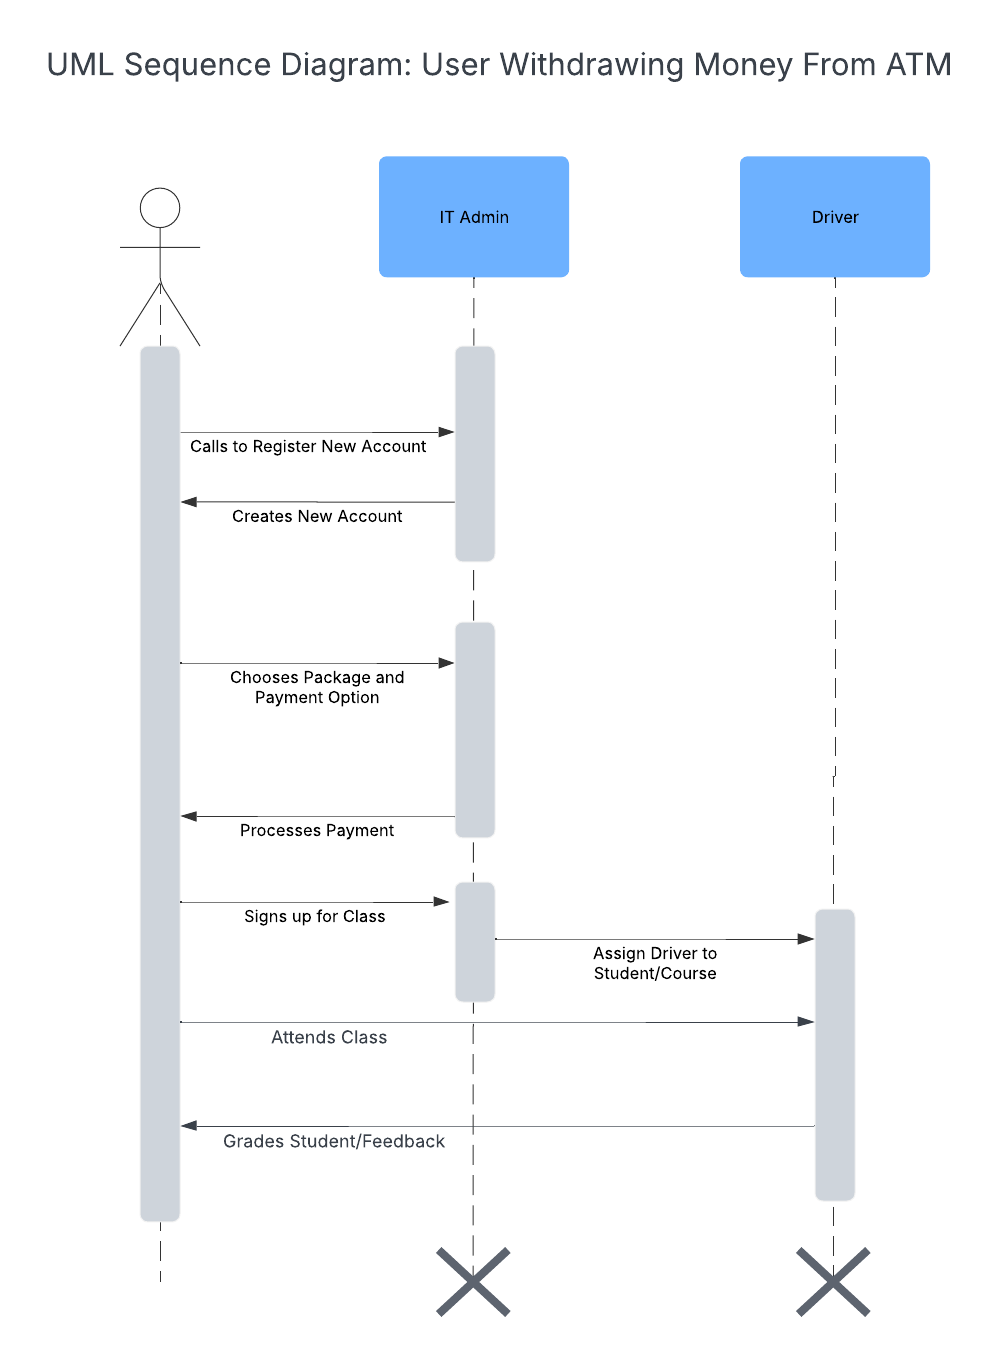 UML Sequence Diagram: User Withdrawing Money From ATM
IT Admin
Driver
Calls to Register New Account
Creates New Account
Chooses Package and
Payment Option
Processes Payment
Signs up for Class
Assign Driver to
Student/Course
Attends Class
Grades Student/Feedback